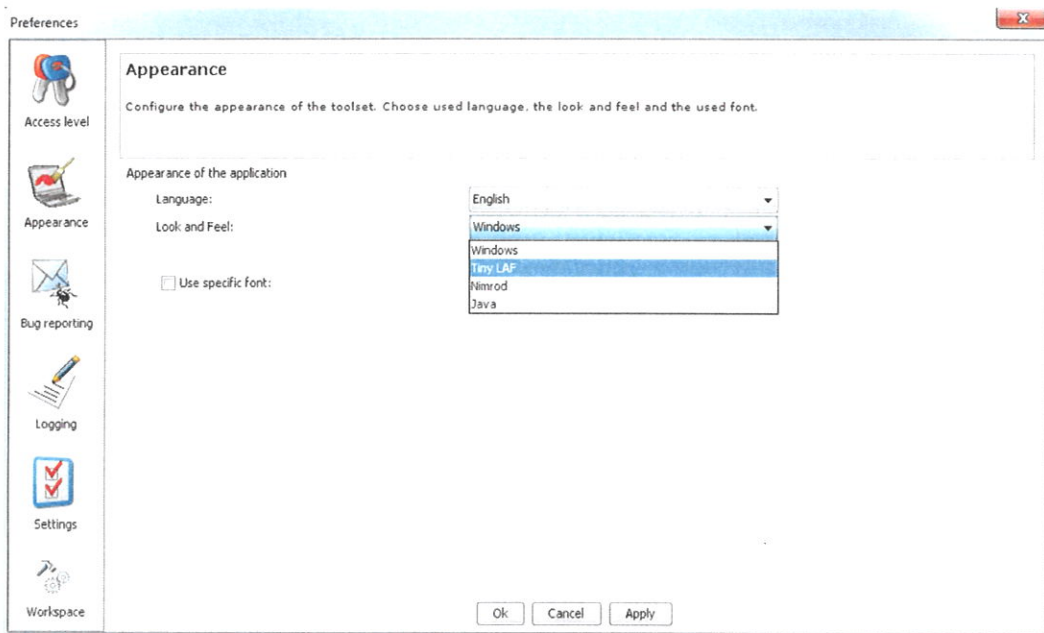 Preferences
x
Access level
Appearance
Bug reporting
Logging
Settings
Workspace
Appearance
Configure the appearance of the toolset. Choose used language, the look and feel and the used font.
Appearance of the application
Language: English
Look and Feel: Windows
Windows
Tiny LAF
Use specific font: Nimrod
Java
Ok Cancel Apply